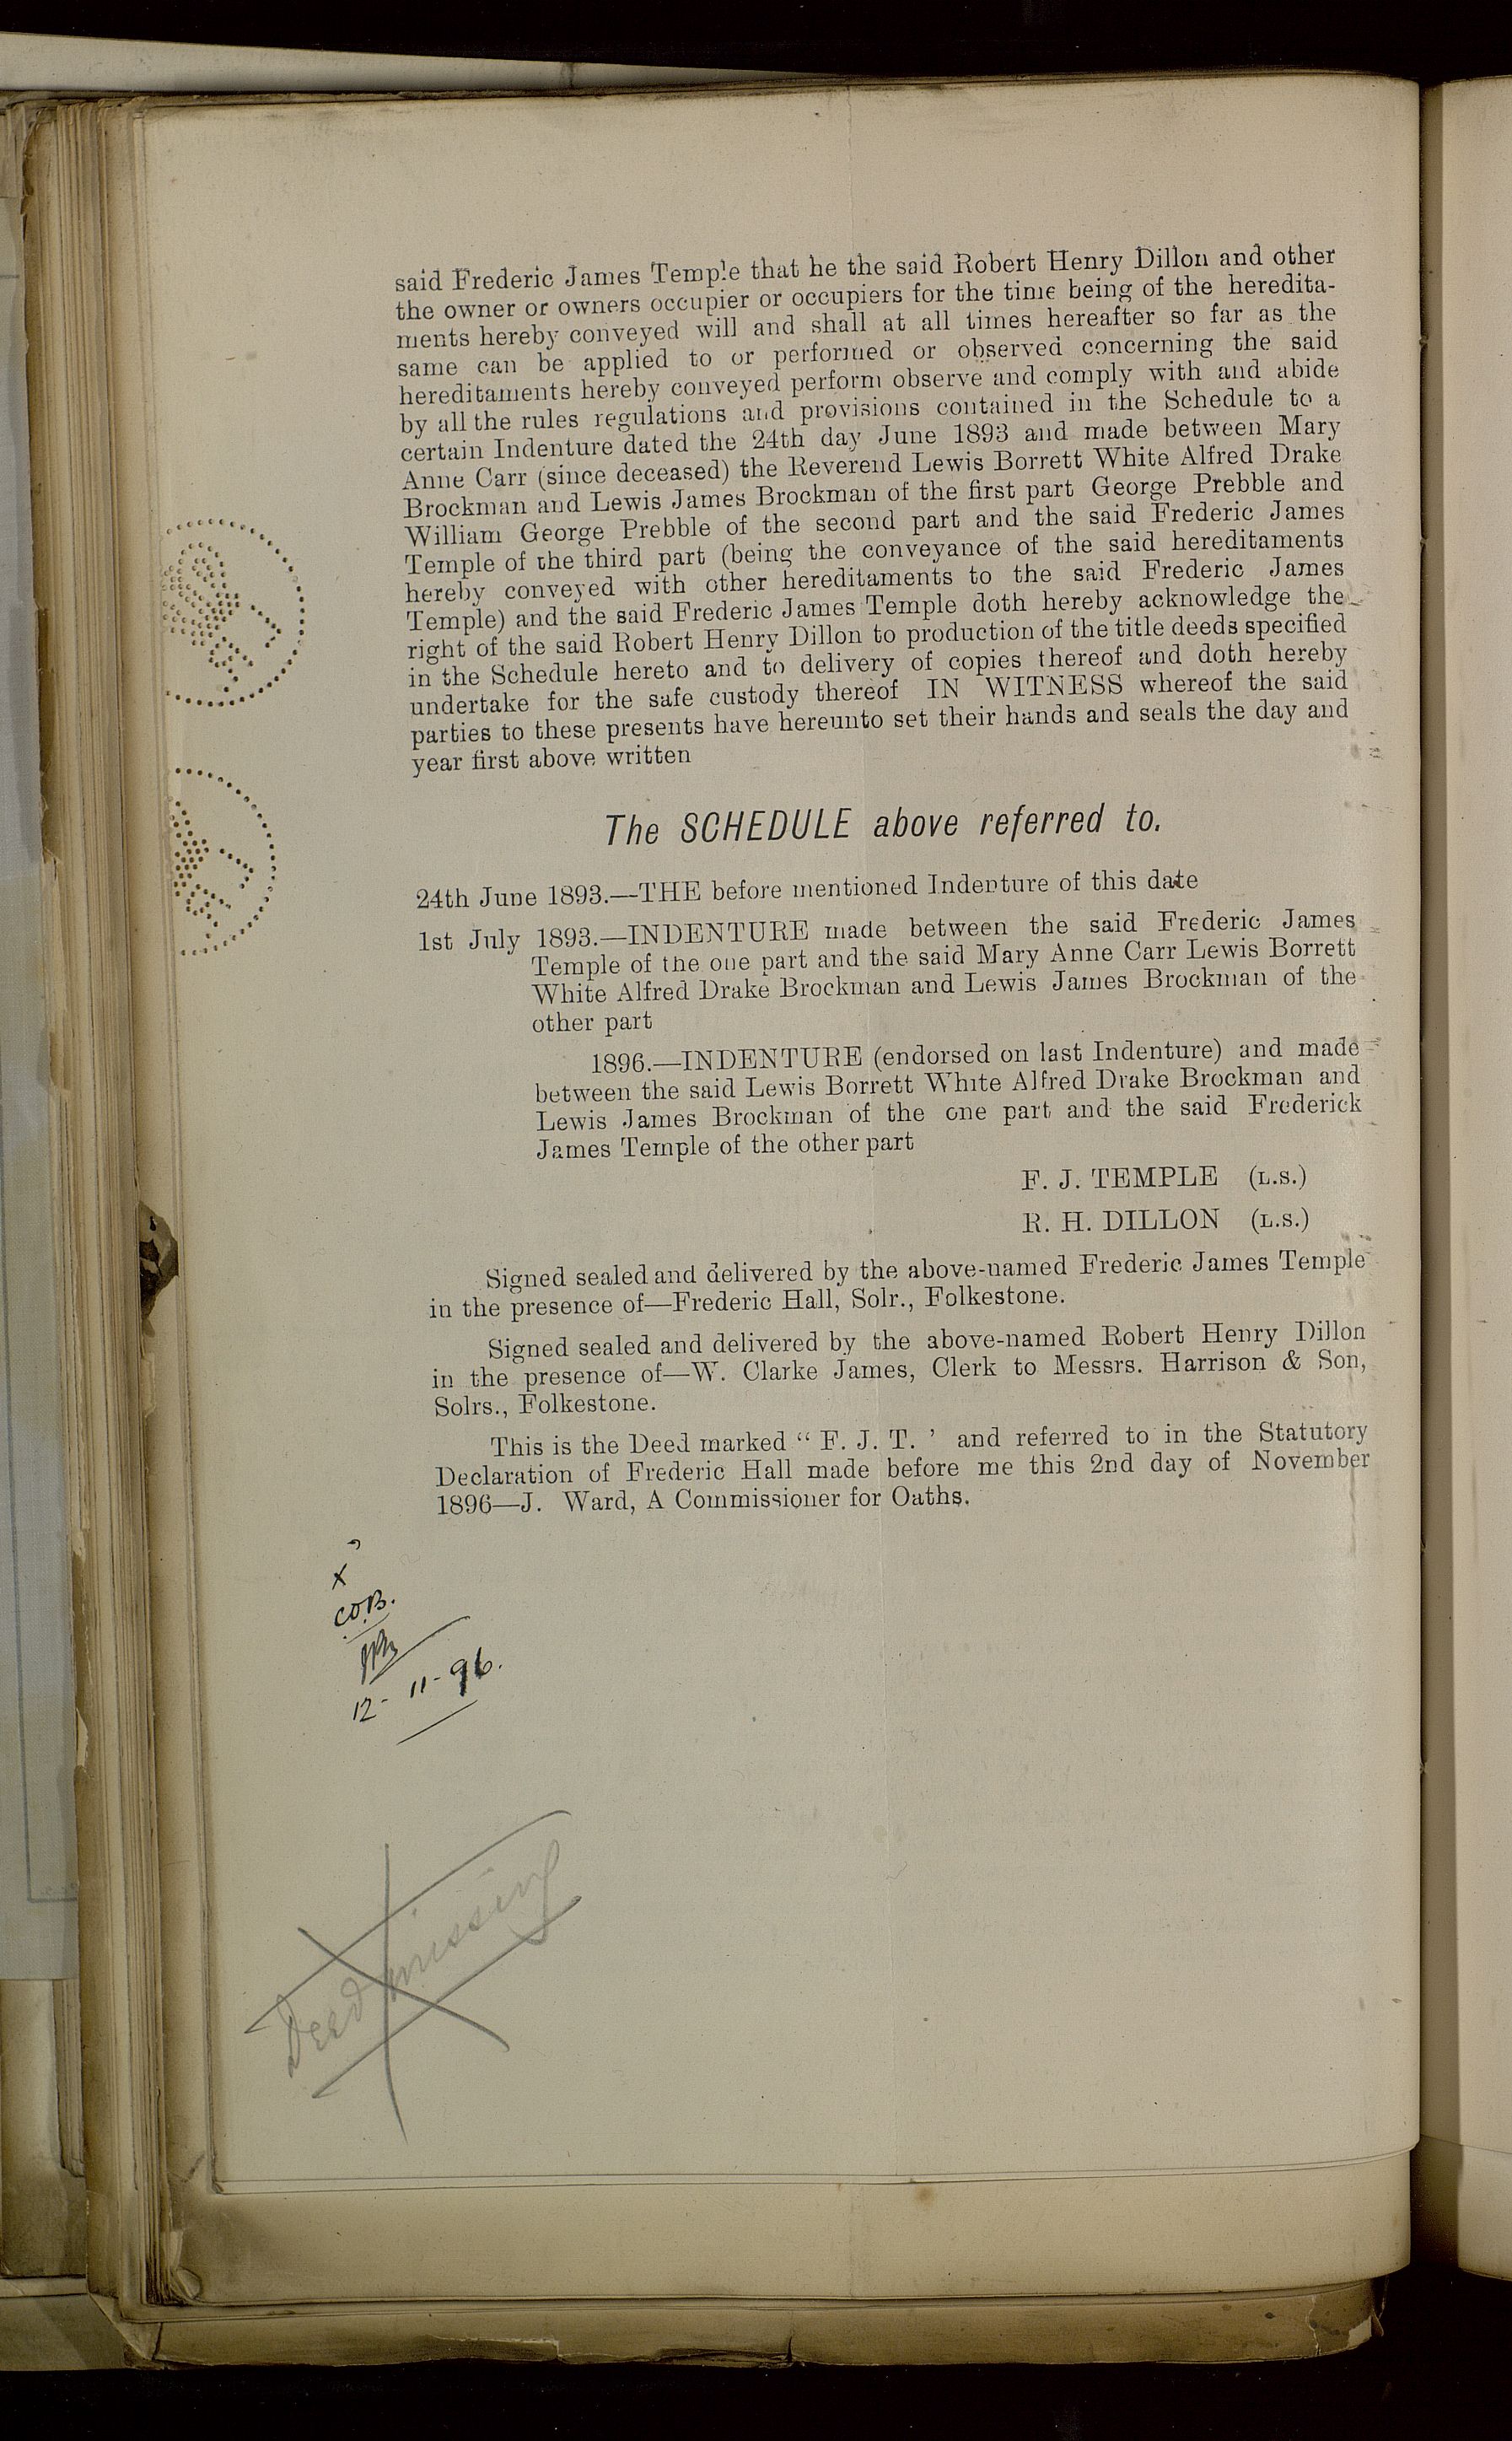 said Frederic James Temple that he the said Robert Henry Dillon and other
the owner or owners occupier or occupiers for the time being of the heredita-
ments hereby conveyed will and shall at all times hereafter so far as the
same can be applied to or performed or observed concerning the said
hereditaments hereby conveyed perform observe and comply with and abide
by all the rules regulations and provisions contained in the Schedule to a
certain Indenture dated the 24th day June 1893 and made between Mary
Anne Carr (since deceased) the Reverend Lewis Borrett White Alfred Drake
Brockman and Lewis James Brockman of the first part George Prebble and
William George Prebble of the second part and the said Frederic James
Temple of the third part (being the conveyance of the said hereditaments
hereby conveyed with other hereditaments to the said Frederic James
Temple) and the said Frederic James Temple doth hereby acknowledge the
right of the said Robert Henry Dillon to production of the title deeds specified
in the Schedule hereto and to delivery of copies thereof and doth hereby
undertake for the safe custody thereof IN WITNESS whereof the said
parties to these presents have hereunto set their hands and seals the day and
year first above written
The SCHEDULE above referred to.
24th June 1893.—THE before mentioned Indenture of this date
1st July 1893.—INDENTURE made between the said Frederic James
Temple of the one part and the said Mary Anne Carr Lewis Borrett
White Alfred Drake Brockman and Lewis James Brockman of the
other part
1896.—INDENTURE (endorsed on last Indenture) and made
between the said Lewis Borrett White Alfred Drake Brockman and
Lewis James Brockman of the one part and the said Frederick
James Temple of the other part
F. J. TEMPLE (L.S.)
R. H. DILLON (L.S.)
Signed sealed and delivered by the above-named Frederic James Temple
in the presence of—Frederic Hall, Solr., Folkestone.
Signed sealed and delivered by the above-named Robert Henry Dillon
in the presence of—W. Clarke James, Clerk to Messrs. Harrison & Son,
Solrs., Folkestone.
This is the Deed marked “ F. J. T. ’ and referred to in the Statutory
Declaration of Frederic Hall made before me this 2nd day of November
1896—J. Ward, A Commissioner for Oaths.
x
C.O.B.
12-11-96.
Deed missing